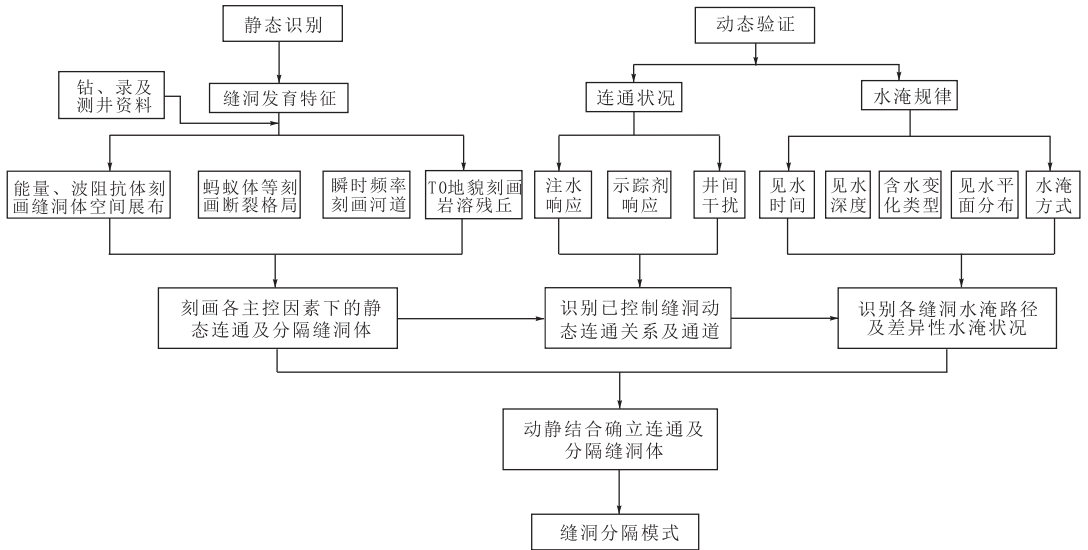 静态识别
动态验证
钻、录及
测井资料
缝洞发育特征
连通状况
水淹规律
能量、波阻抗体刻
画缝洞体空间展布
蚂蚁体等刻
画断裂格局
瞬时频率
刻画河道
T0地貌刻画
岩溶残丘
注水
响应
示踪剂
响应
井间
干扰
见水
时间
见水
深度
含水变
化类型
见水平
面分布
水淹
方式
刻画各主控因素下的静
态连通及分隔缝洞体
识别已控制缝洞动
态连通关系及通道
识别各缝洞水淹路径
及差异性水淹状况
动静结合确立连通及
分隔缝洞体
缝洞分隔模式